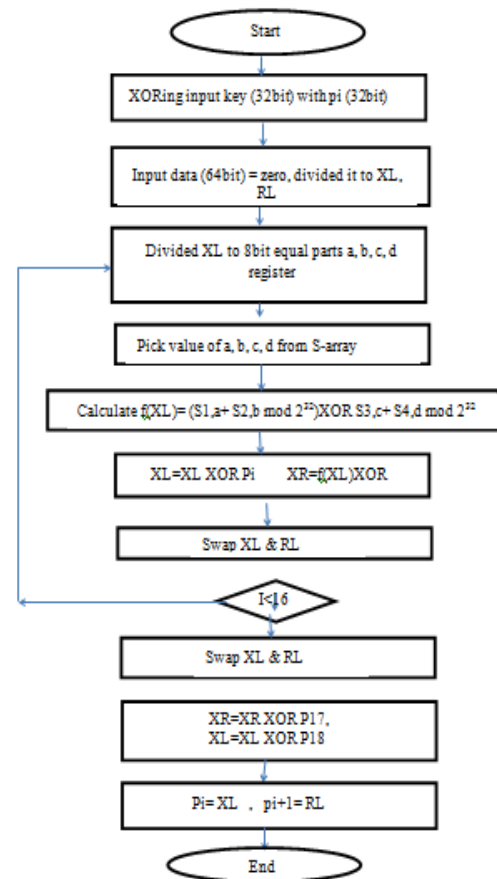 Start
XORing input key (32bit) with pi (32bit)
Input data (64bit) = zero, divided it to XL,
RL
Divided XL to 8bit equal parts a, b, c, d
register
Pick value of a, b, c, d from S-array
Calculate f(XL)= (S1,a+ S2,b mod 2³²)XOR S3,c+ S4,d mod 2³²
XL=XL XOR Pi XR=f(XL)XOR
Swap XL & RL
I<16
Swap XL & RL
XR=XR XOR P17,
XL=XL XOR P18
Pi= XL , pi+1= RL
End